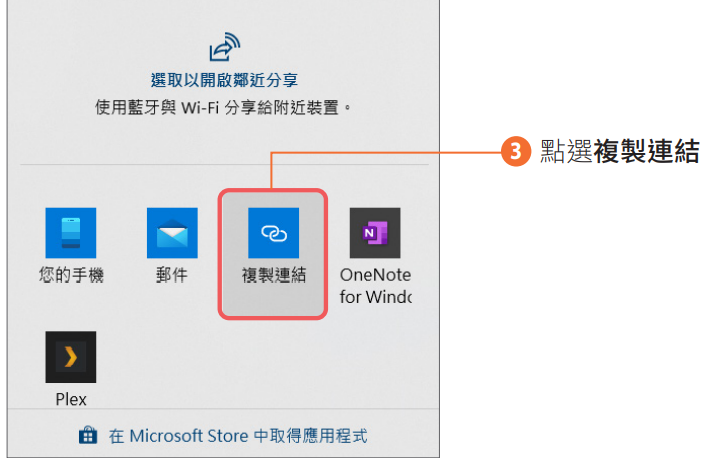 選取以開啟鄰近分享
使用藍牙與 Wi-Fi 分享給附近裝置。
3 點選複製連結
您的手機
郵件
複製連結
N
OneNote
for Windo
Plex
在 Microsoft Store 中取得應用程式